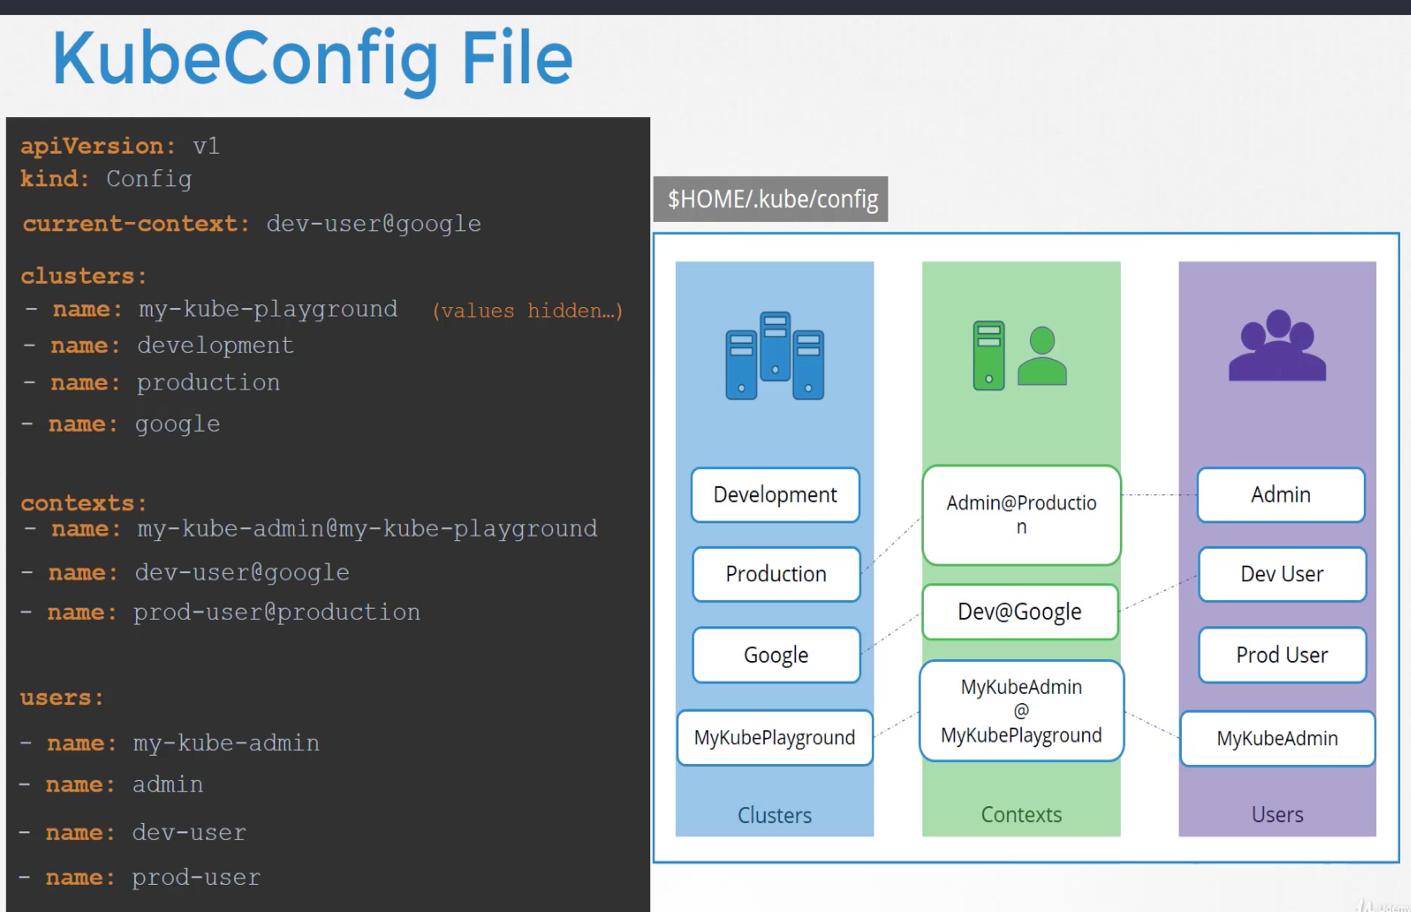 KubeConfig File
apiVersion: v1
kind: Config
current-context: dev-user@google
clusters:
- name: my-kube-playground (values hidden…)
- name: development
- name: production
- name: google
contexts:
- name: my-kube-admin@my-kube-playground
- name: dev-user@google
- name: prod-user@production
users:
- name: my-kube-admin
- name: admin
- name: dev-user
- name: prod-user
$HOME/.kube/config
Development
Production
Google
MyKubePlayground
Clusters
Admin@Productio
n
Dev@Google
MyKubeAdmin
@
MyKubePlayground
Contexts
Admin
Dev User
Prod User
MyKubeAdmin
Users
Udemy